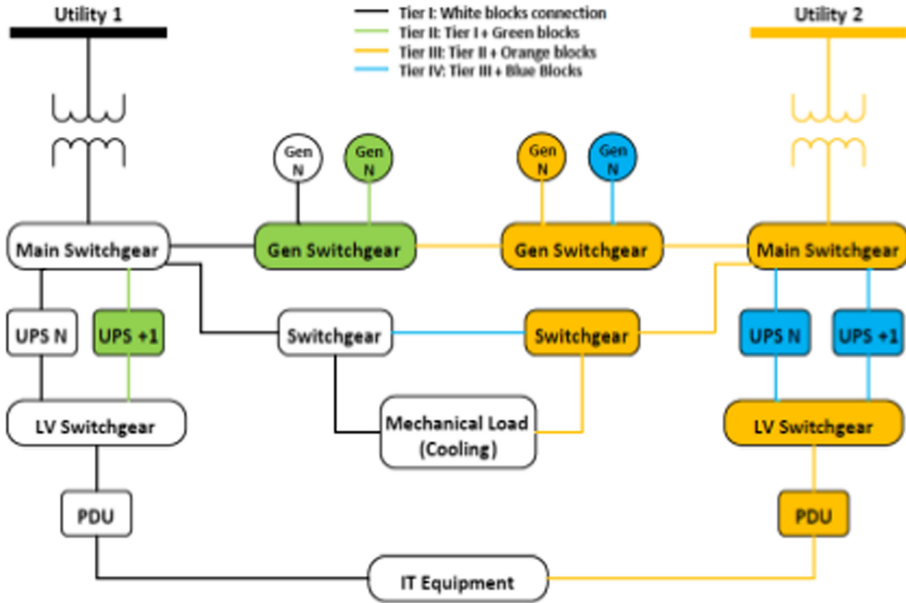 Utility 1
Utility 2
Tier I: White blocks connection
Tier II: Tier I + Green blocks
Tier III: Tier II + Orange blocks
Tier IV: Tier III + Blue Blocks
Gen
N
Gen
N
Gen
N
Gen
N
Main Switchgear
Gen Switchgear
Gen Switchgear
Main Switchgear
UPS N
UPS +1
Switchgear
Switchgear
UPS N
UPS +1
LV Switchgear
Mechanical Load
(Cooling)
LV Switchgear
PDU
PDU
IT Equipment